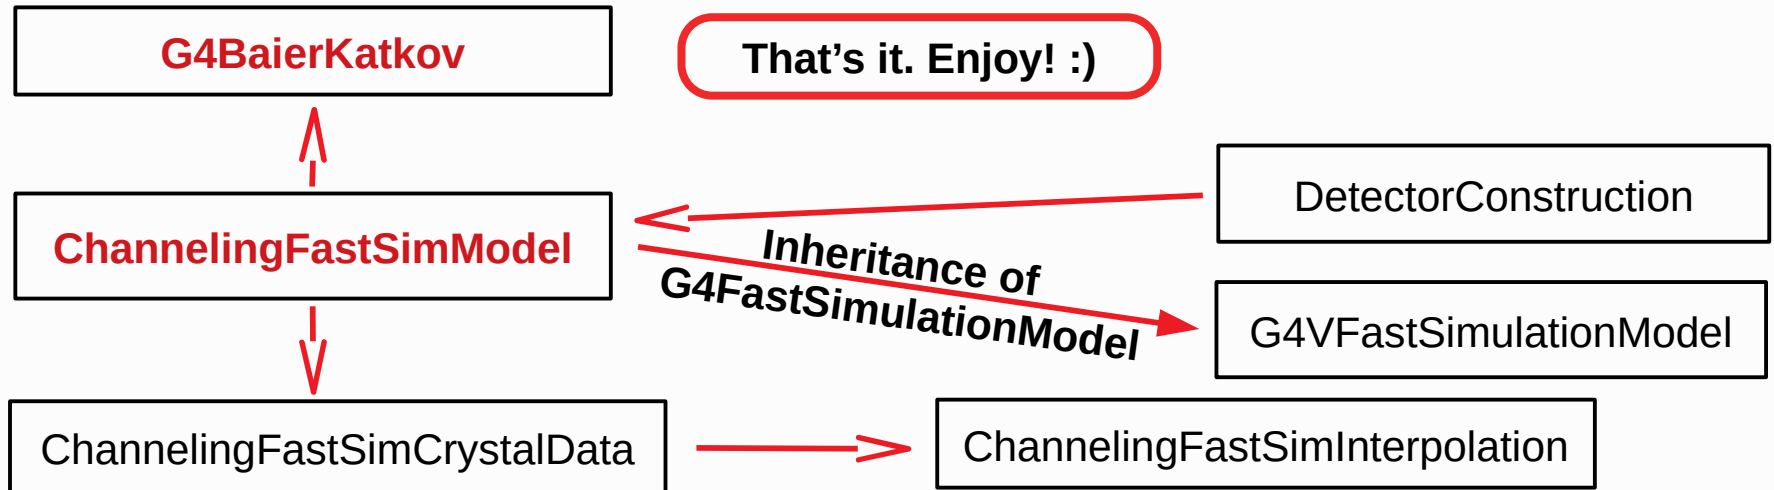 G4BaierKatkov
That’s it. Enjoy! :)
DetectorConstruction
ChannelingFastSimModel
Inheritance of
G4FastSimulationModel
G4VFastSimulationModel
ChannelingFastSimCrystalData
ChannelingFastSimInterpolation